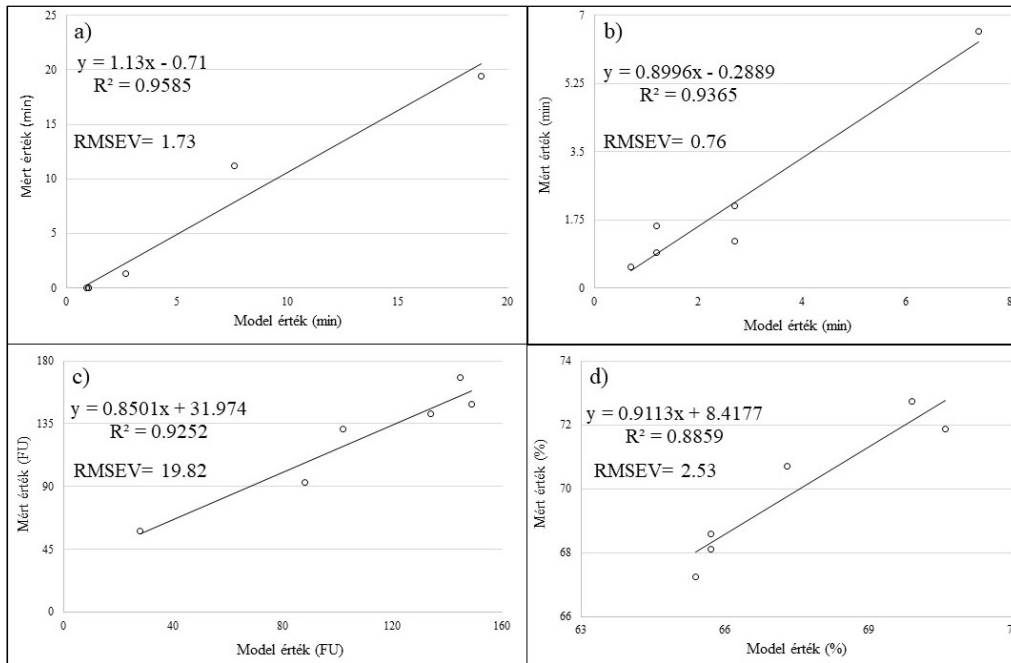 a)
y = 1.13x - 0.71
R² = 0.9585
RMSEV= 1.73
25
20
15
10
5
0
0 5 10 15 20
Mért érték (min)
Model érték (min)
b)
y = 0.8996x - 0.2889
R² = 0.9365
RMSEV= 0.76
7
5.25
3.5
1.75
0
0 2 4 6 8
Mért érték (min)
Model érték (min)
c)
y = 0.8501x + 31.974
R² = 0.9252
RMSEV= 19.82
180
135
90
45
0
0 40 80 120 160
Mért érték (FU)
Model érték (FU)
d)
y = 0.9113x + 8.4177
R² = 0.8859
RMSEV= 2.53
74
72
70
68
66
63 66 69
Mért érték (%)
Model érték (%)